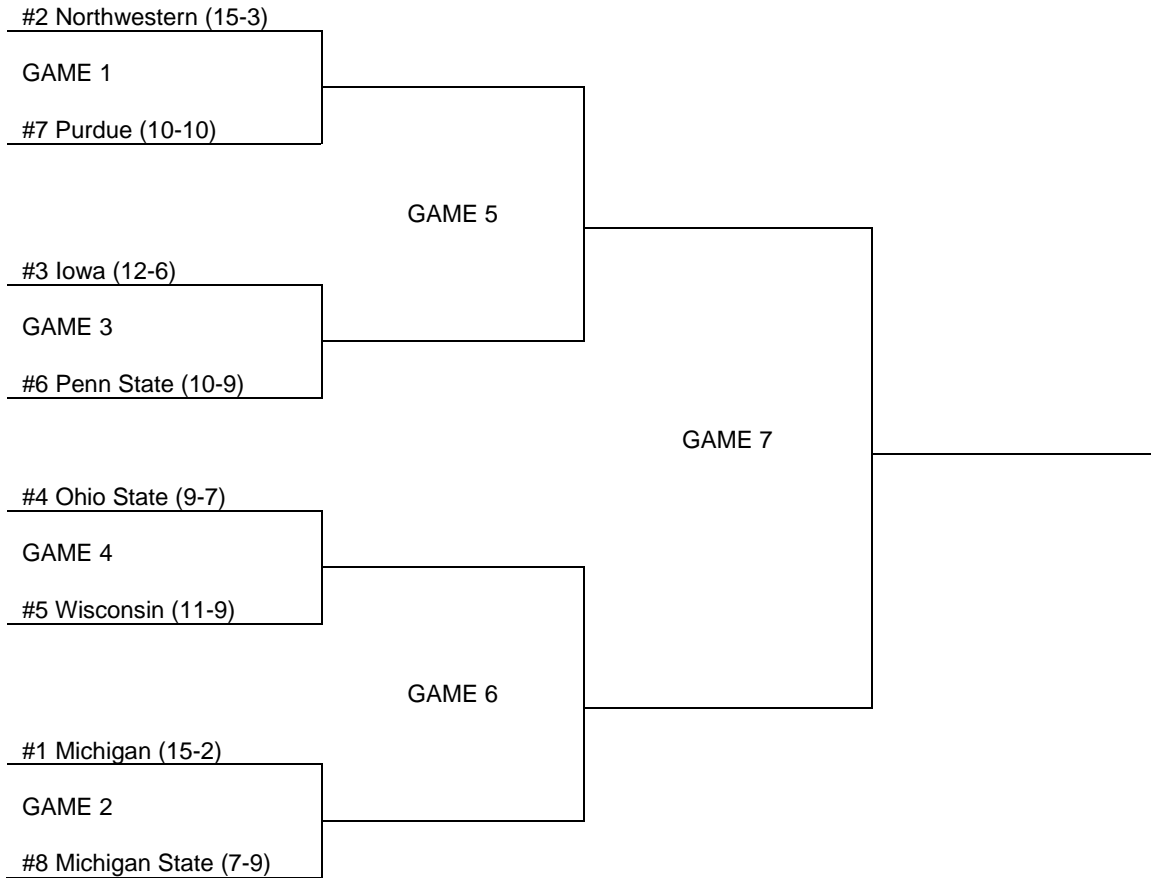 #2 Northwestern (15-3)
GAME 1
#7 Purdue (10-10)
GAME 5
#3 Iowa (12-6)
GAME 3
#6 Penn State (10-9)
GAME 7
#4 Ohio State (9-7)
GAME 4
#5 Wisconsin (11-9)
GAME 6
#1 Michigan (15-2)
GAME 2
#8 Michigan State (7-9)